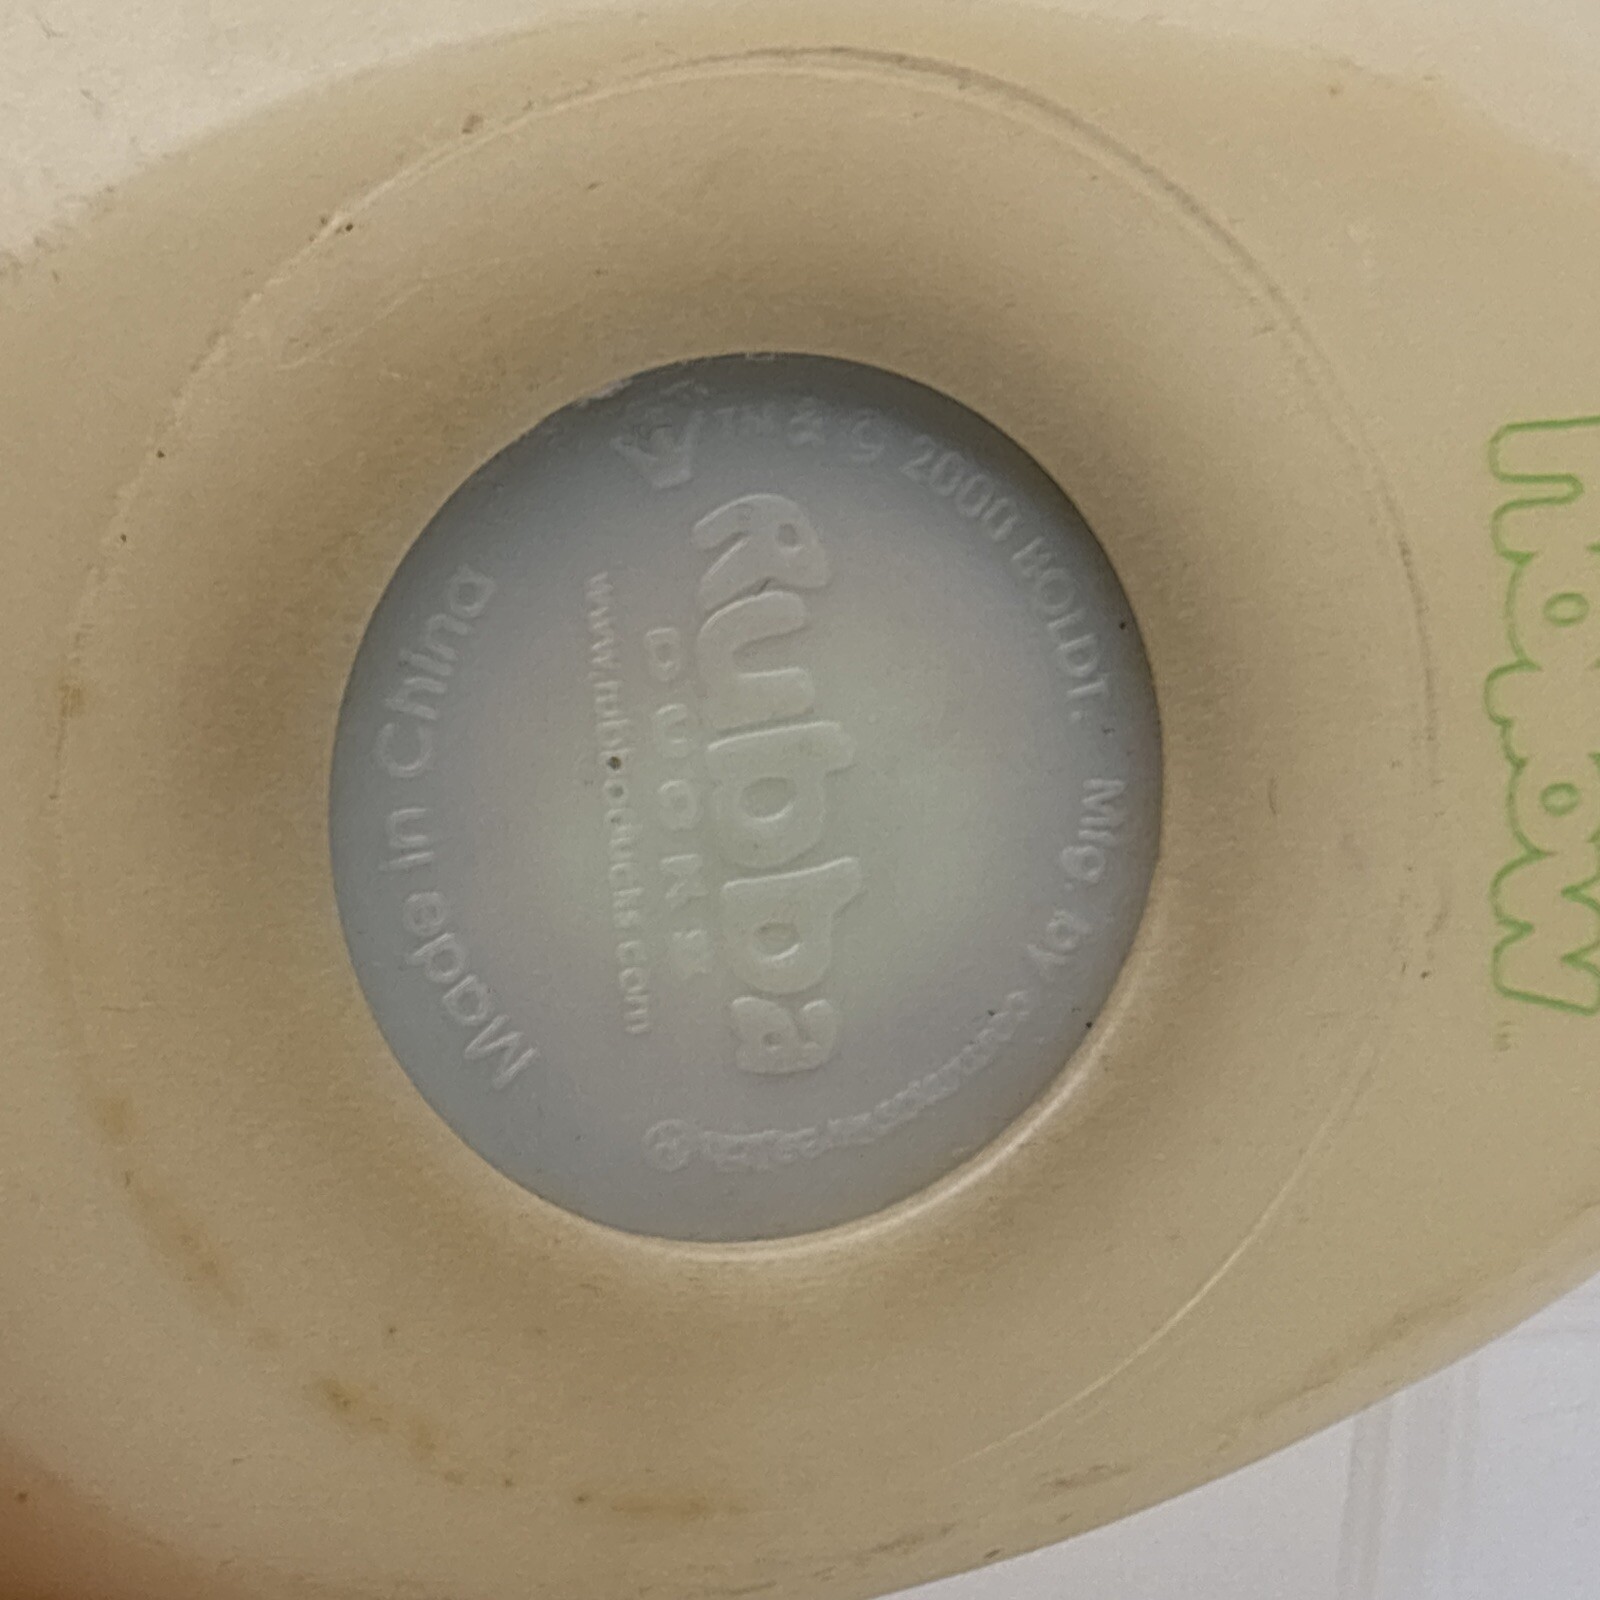 TM & © 2000 BOLDT. Mfg. by
Rubba
Ducks
www.rubbaducks.com
Made in China